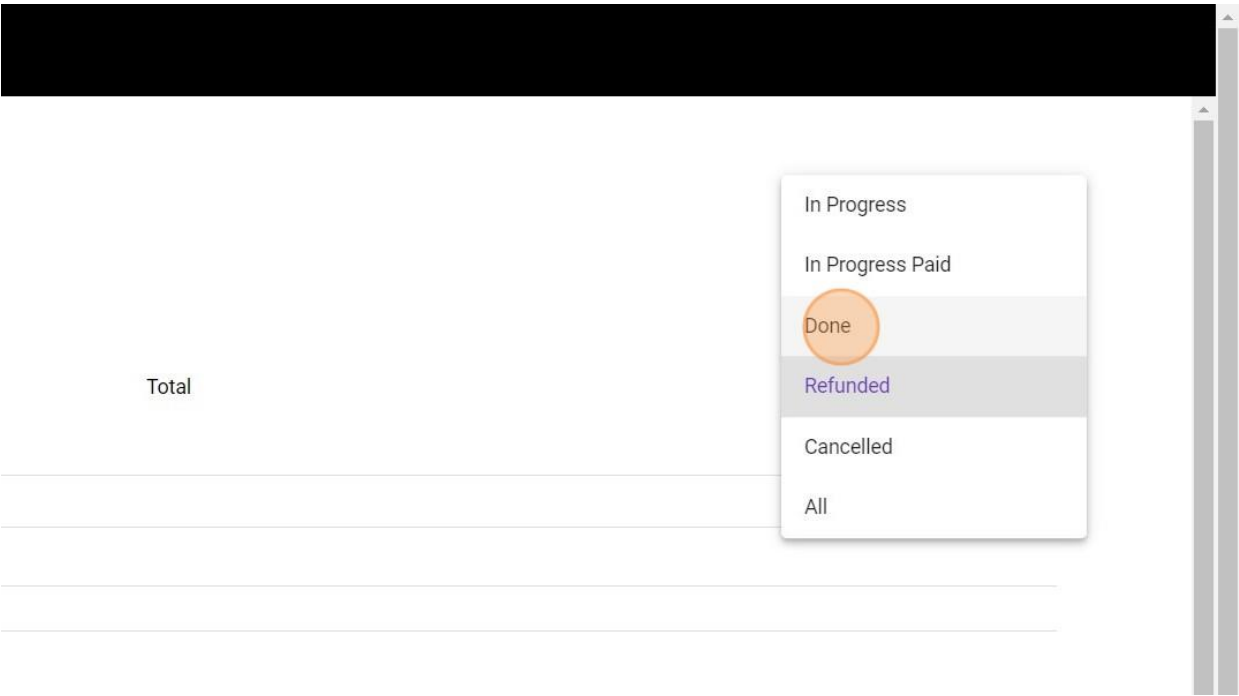 In Progress
In Progress Paid
Done
Total
Refunded
Cancelled
All